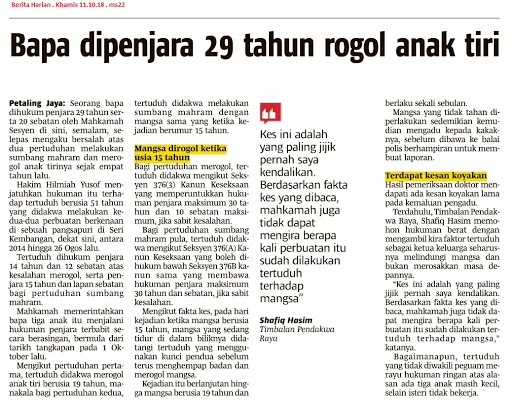 Berita Harian . Khamis 11.10.18 . ms22
Bapa dipenjara 29 tahun rogol anak tiri
Petaling Jaya: Seorang bapa
dihukum penjara 29 tahun serta
20 sebatan oleh Mahkamah
Sesyen di sini, semalam, selepas
mengaku bersalah atas
dua pertuduhan melakukan
sumbang mahram dan merogol
anak tirinya sejak empat
tahun lalu.
Hakim Hilmiah Yusof menjatuhkan
hukuman itu terhadap
tertuduh berusia 51 tahun
yang didakwa melakukan kedua-dua
perbuatan berkenaan
di sebuah pangsapuri di Seri
Kembangan, dekat sini, antara
2014 hingga 26 Ogos lalu.
Tertuduh dihukum penjara
14 tahun dan 12 sebatan atas
kesalahan merogol, serta penjara
15 tahun dan lapan sebatan
bagi pertuduhan sumbang
mahram.
Mahkamah memerintahkan
bapa tiga anak itu menjalani
hukuman penjara terbabit secara
berasingan, bermula dari
tarikh tangkapan pada 1 Oktober
lalu.
Mengikut pertuduhan pertama,
tertuduh didakwa merogol
anak tiri berusia 19 tahun, manakala
bagi pertuduhan kedua,
tertuduh didakwa melakukan
sumbang mahram dengan
mangsa sama yang ketika kejadian
berumur 15 tahun.
Mangsa dirogol ketika
usia 15 tahun
Bagi pertuduhan merogol, tertuduh
didakwa mengikut Seksyen
376(3) Kanun Keseksaan
yang memperuntukkan hukuman
penjara maksimum 30 tahun
dan 10 sebatan maksimum,
jika sabit kesalahan.
Bagi pertuduhan sumbang
mahram pula, tertuduh didakwa
mengikut Seksyen 376(A) Kanun
Keseksaan yang boleh dihukum
bawah Seksyen 376B kanun
sama yang membawa
hukuman penjara maksimum
30 tahun dan sebatan, jika sabit
kesalahan.
Mengikut fakta kes, pada hari
kejadian ketika mangsa berusia
15 tahun, mangsa yang sedang
tidur di dalam biliknya didatangi
tertuduh yang menggunakan
kunci pendua sebelum terus
menghempap badan dan
merogol mangsa.
Kejadian itu berlanjutan hingga
mangsa berusia 19 tahun dan
Kes ini adalah
yang paling jijik
pernah saya
kendalikan.
Berdasarkan fakta
kes yang dibaca,
mahkamah juga
tidak dapat
mengira berapa
kali perbuatan itu
sudah dilakukan
tertuduh
terhadap
mangsa”
Shafiq Hasim
Timbalan Pendakwa
Raya
berlaku sekali sebulan.
Mangsa yang tidak tahan diperlakukan
sedemikian kemudian
mengadu kepada kakaknya,
sebelum dibawa ke balai
polis berhampiran untuk membuat
laporan.
Terdapat kesan koyakan
Hasil pemeriksaan doktor mendapati
ada kesan koyakan lama
pada kemaluan pengadu.
Terdahulu, Timbalan Pendakwa
Raya, Shafiq Hasim memohon
hukuman berat dengan
mengambil kira faktor tertuduh
sebagai ketua keluarga seharusnya
melindungi mangsa dan
bukan merosakkan masa depannya.
“Kes ini adalah yang paling
jijik pernah saya kendalikan.
Berdasarkan fakta kes yang dibaca,
mahkamah juga tidak dapat
mengira berapa kali perbuatan
itu sudah dilakukan tertuduh
terhadap mangsa,”
katanya.
Bagaimanapun, tertuduh
yang tidak diwakili peguam merayu
hukuman ringan atas alasan
ada tiga anak masih kecil,
selain isteri tidak bekerja.